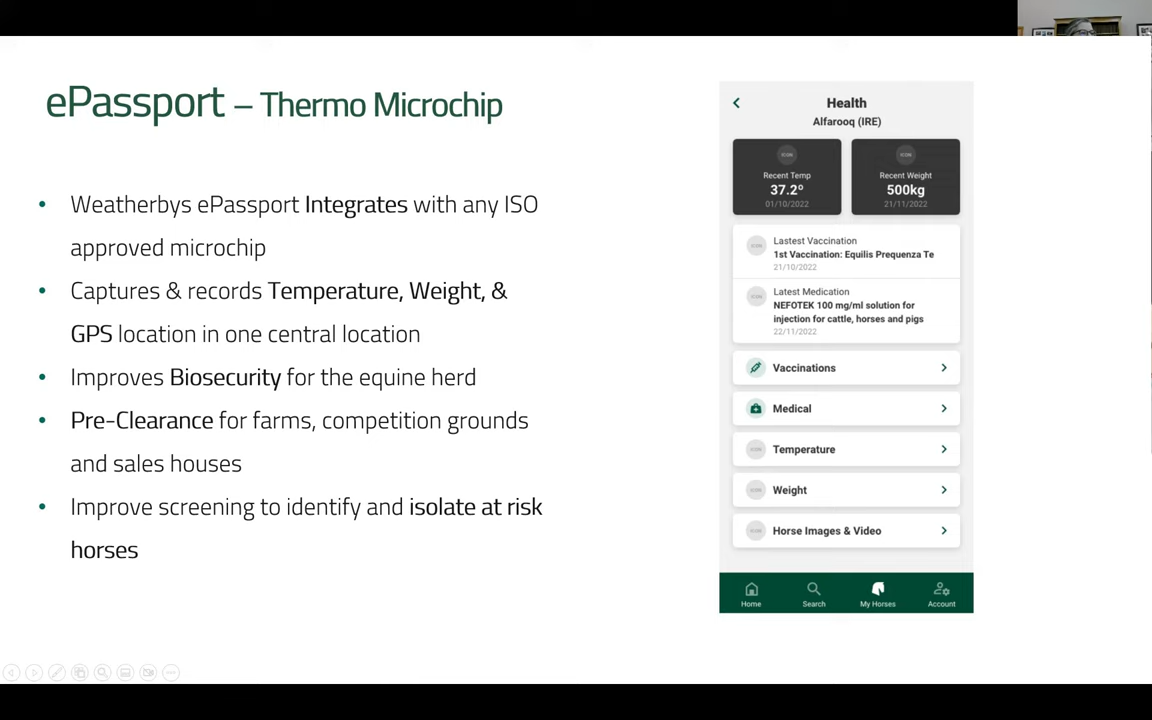 ePassport – Thermo Microchip
• Weatherbys ePassport Integrates with any ISO
approved microchip
• Captures & records Temperature, Weight, &
GPS location in one central location
• Improves Biosecurity for the equine herd
• Pre-Clearance for farms, competition grounds
and sales houses
• Improve screening to identify and isolate at risk
horses
Health
Alfarooq (IRE)
ICON
Recent Temp
37.2º
01/10/2022
ICON
Recent Weight
500kg
21/11/2022
ICON
Lastest Vaccination
1st Vaccination: Equilis Prequenza Te
21/10/2022
ICON
Latest Medication
NEFOTEK 100 mg/ml solution for
injection for cattle, horses and pigs
22/11/2022
Vaccinations
Medical
ICON Temperature
ICON Weight
ICON Horse Images & Video
Home Search My Horses Account